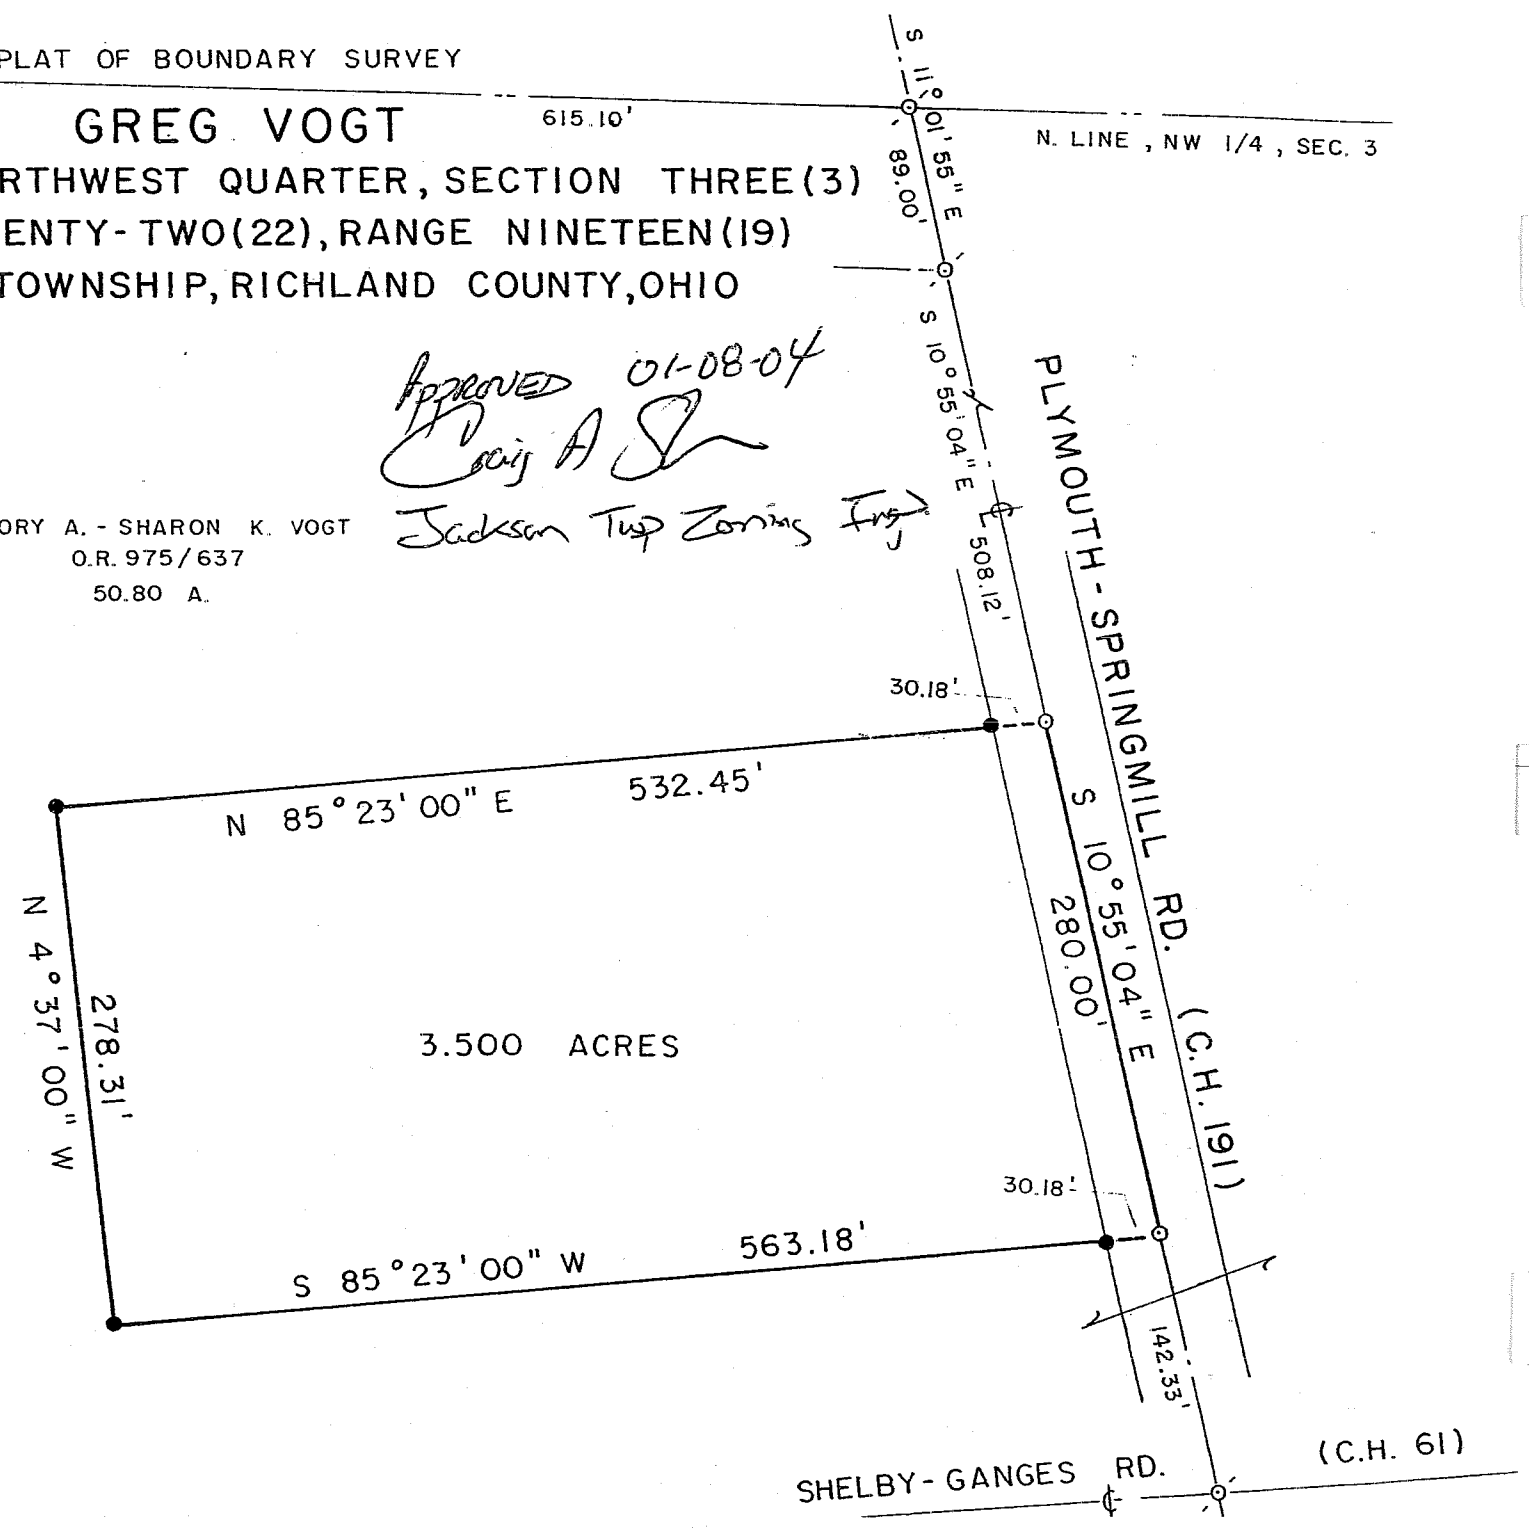 PLAT OF BOUNDARY SURVEY
GREG VOGT
615.10'
N. LINE , NW 1/4 , SEC. 3
RTHWEST QUARTER, SECTION THREE(3)
ENTY-TWO(22), RANGE NINETEEN(19)
TOWNSHIP, RICHLAND COUNTY, OHIO
S 11° 01' 55" E
89.00'
S 10° 55' 04" E
508.12'
APPROVED 01-08-04
Craig A
Jackson Twp Zoning Insp
ORY A. - SHARON K. VOGT
O.R. 975/637
50.80 A.
PLYMOUTH-SPRINGMILL RD. (C.H. 191)
30.18'
N 85° 23' 00" E 532.45'
S 10° 55' 04" E
280.00'
N 4° 37' 00" W
278.31'
3.500 ACRES
30.18'
S 85° 23' 00" W 563.18'
142.33'
SHELBY-GANGES RD. (C.H. 61)